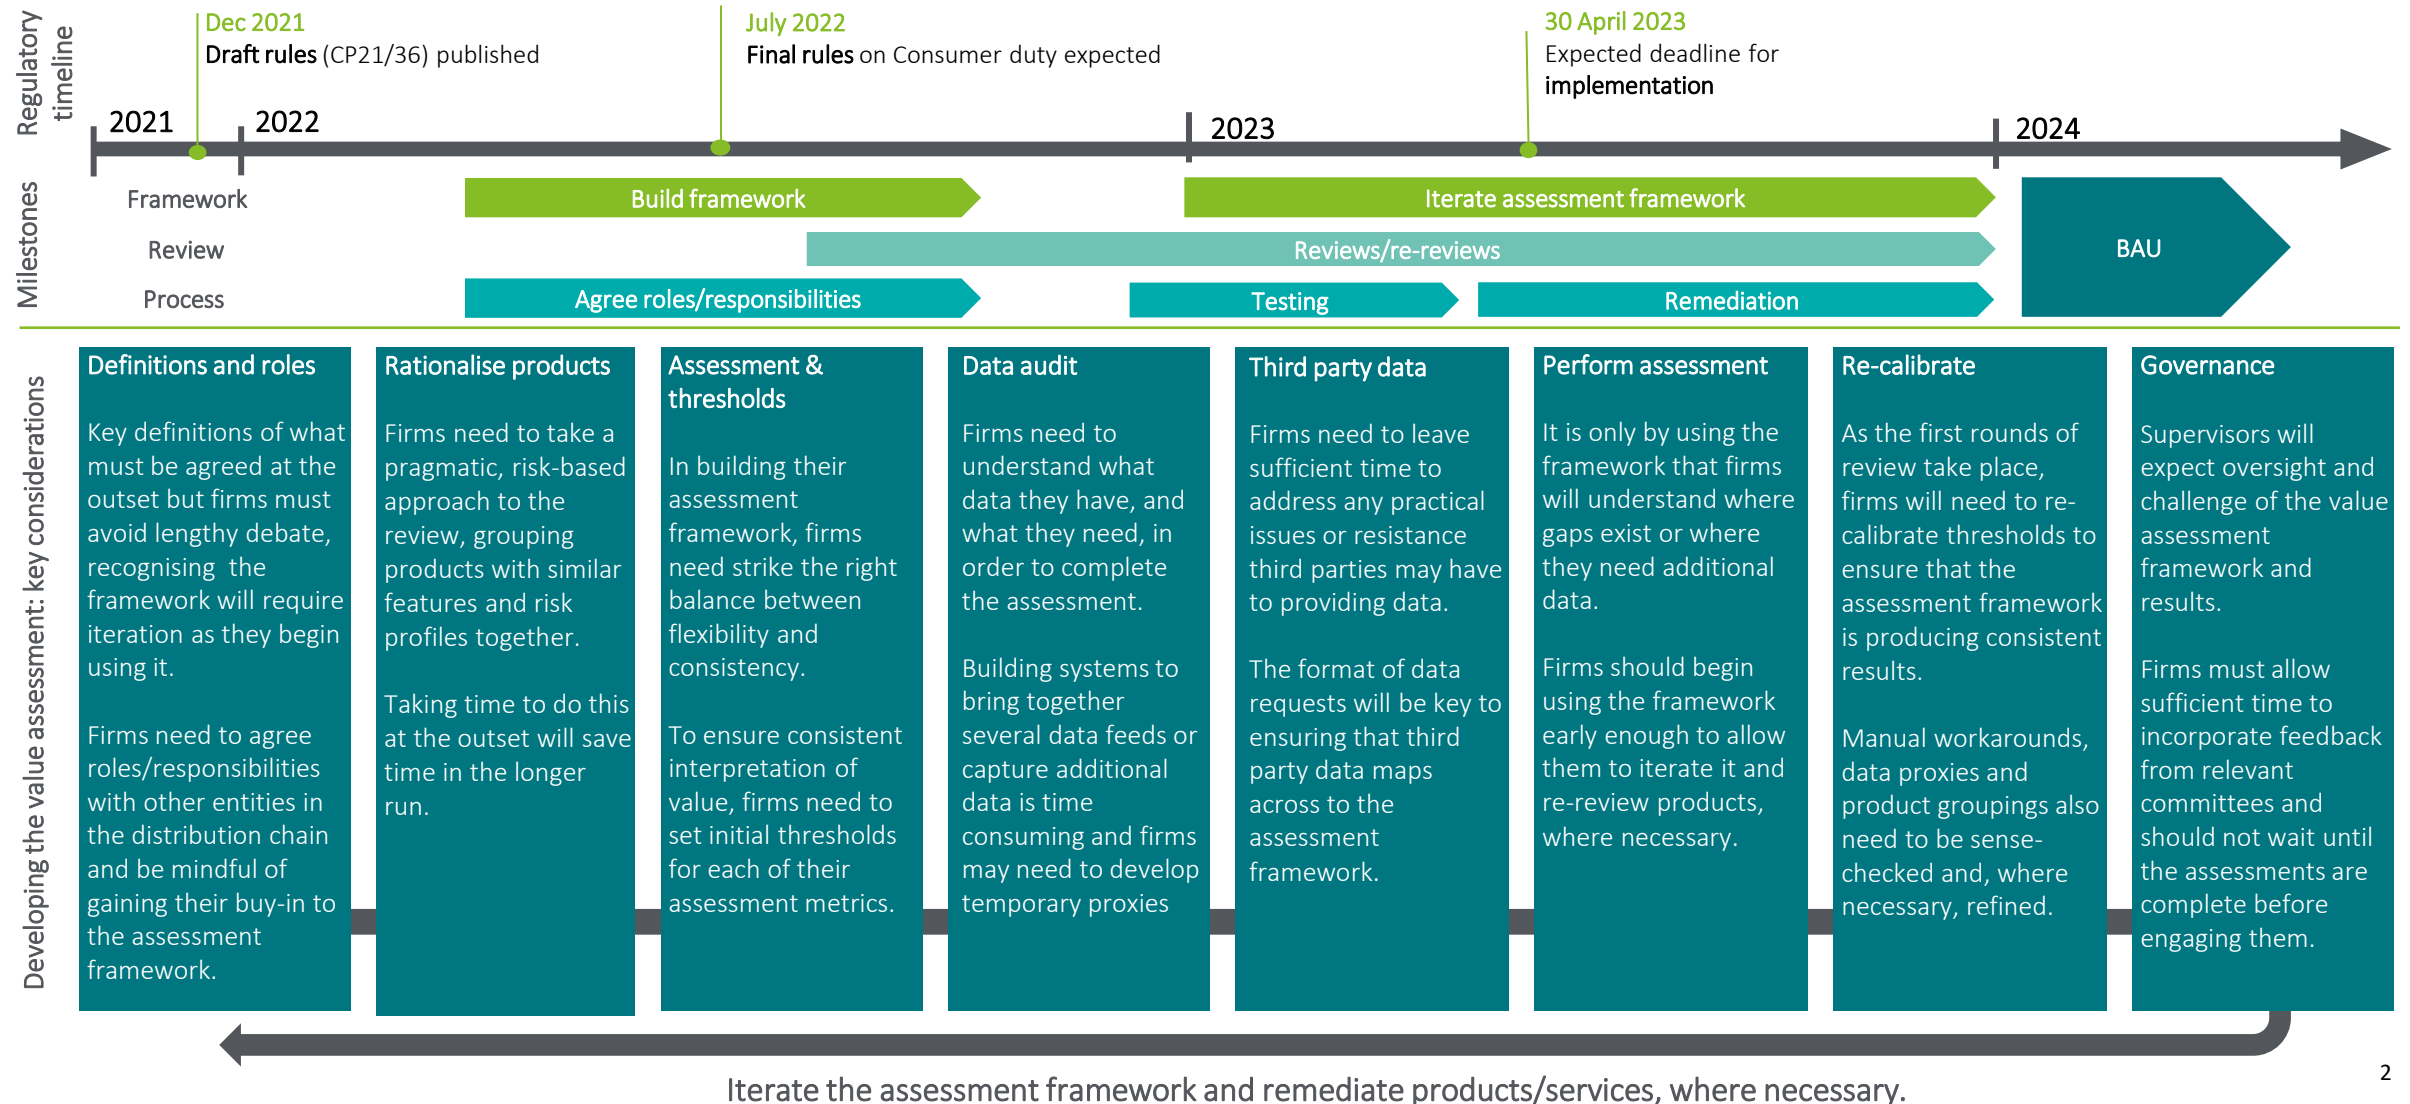 Regulatory
timeline
Dec 2021
Draft rules (CP21/36) published
July 2022
Final rules on Consumer duty expected
30 April 2023
Expected deadline for
implementation
2021
2022
2023
2024
Milestones
Framework
Build framework
Iterate assessment framework
Review
Reviews/re-reviews
Process
Agree roles/responsibilities
Testing
Remediation
BAU
Developing the value assessment: key considerations
Definitions and roles
Key definitions of what
must be agreed at the
outset but firms must
avoid lengthy debate,
recognising  the
framework will require
iteration as they begin
using it.
Firms need to agree
roles/responsibilities
with other entities in
the distribution chain
and be mindful of
gaining their buy-in to
the assessment
framework.
Rationalise products
Firms need to take a
pragmatic, risk-based
approach to the
review, grouping
products with similar
features and risk
profiles together.
Taking time to do this
at the outset will save
time in the longer
run.
Assessment &
thresholds
In building their
assessment
framework, firms
need strike the right
balance between
flexibility and
consistency.
To ensure consistent
interpretation of
value, firms need to
set initial thresholds
for each of their
assessment metrics.
Data audit
Firms need to
understand what
data they have, and
what they need, in
order to complete
the assessment.
Building systems to
bring together
several data feeds or
capture additional
data is time
consuming and firms
may need to develop
temporary proxies
Third party data
Firms need to leave
sufficient time to
address any practical
issues or resistance
third parties may have
to providing data.
The format of data
requests will be key to
ensuring that third
party data maps
across to the
assessment
framework.
Perform assessment
It is only by using the
framework that firms
will understand where
gaps exist or where
they need additional
data.
Firms should begin
using the framework
early enough to allow
them to iterate it and
re-review products,
where necessary.
Re-calibrate
As the first rounds of
review take place,
firms will need to re-
calibrate thresholds to
ensure that the
assessment framework
is producing consistent
results.
Manual workarounds,
data proxies and
product groupings also
need to be sense-
checked and, where
necessary, refined.
Governance
Supervisors will
expect oversight and
challenge of the value
assessment
framework and
results.
Firms must allow
sufficient time to
incorporate feedback
from relevant
committees and
should not wait until
the assessments are
complete before
engaging them.
Iterate the assessment framework and remediate products/services, where necessary.
2